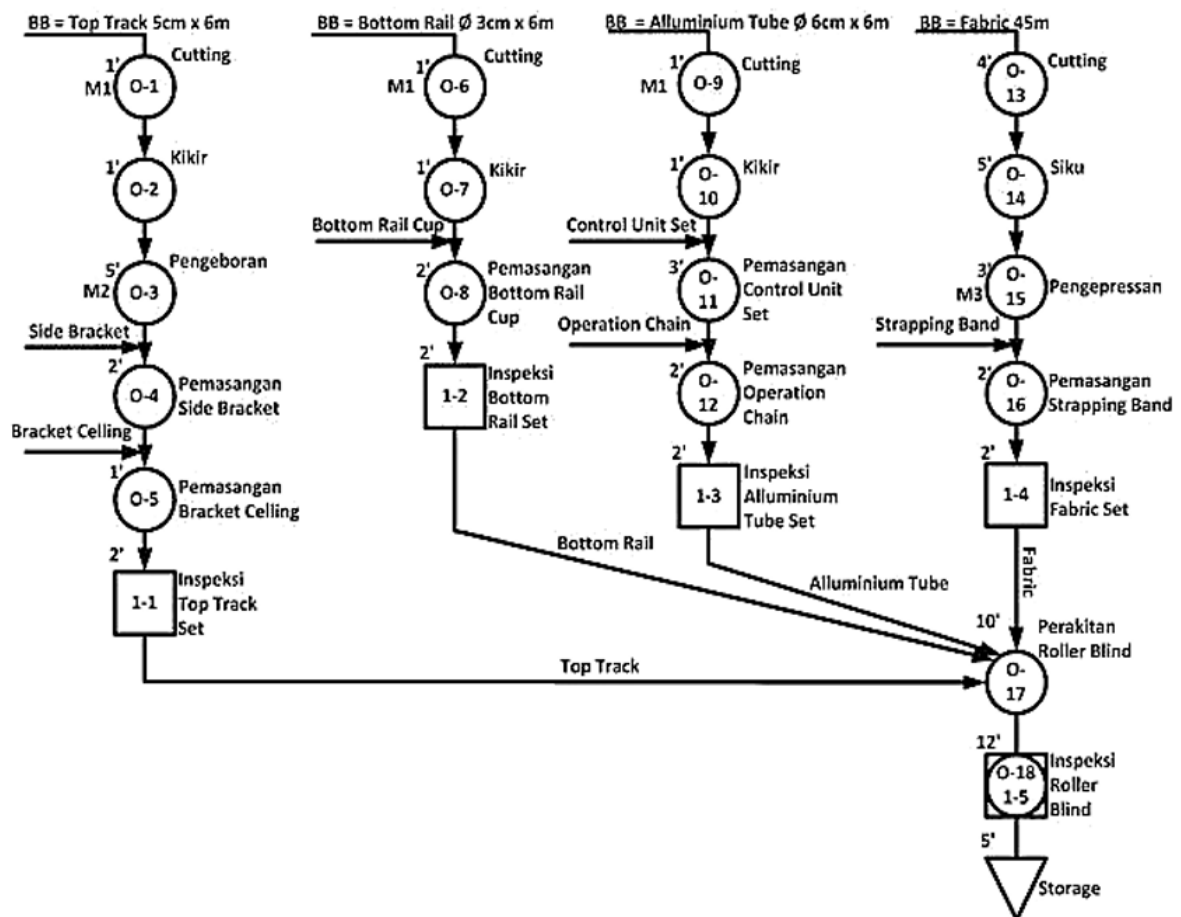 BB = Top Track 5cm x 6m
1'
Cutting
M1
O-1
1'
Kikir
O-2
5'
Pengeboran
M2
O-3
Side Bracket
2'
O-4
Pemasangan
Side Bracket
Bracket Celling
1'
O-5
Pemasangan
Bracket Celling
2'
1-1
Inspeksi
Top Track
Set
Top Track
BB = Bottom Rail Ø 3cm x 6m
1'
Cutting
M1
O-6
1'
Kikir
O-7
Bottom Rail Cup
2'
O-8
Pemasangan
Bottom Rail
Cup
2'
1-2
Inspeksi
Bottom
Rail Set
Bottom Rail
BB = Alluminium Tube Ø 6cm x 6m
1'
Cutting
M1
O-9
1'
Kikir
O-
10
Control Unit Set
3'
O-
11
Pemasangan
Control Unit
Set
Operation Chain
2'
O-
12
Pemasangan
Operation
Chain
2'
1-3
Inspeksi
Alluminium
Tube Set
Alluminium Tube
BB = Fabric 45m
4'
Cutting
O-
13
5'
Siku
O-
14
3'
M3
O-
15
Pengepressan
Strapping Band
2'
O-
16
Pemasangan
Strapping Band
2'
1-4
Inspeksi
Fabric Set
Fabric
10'
Perakitan
Roller Blind
O-
17
12'
O-18
1-5
Inspeksi
Roller
Blind
5'
Storage